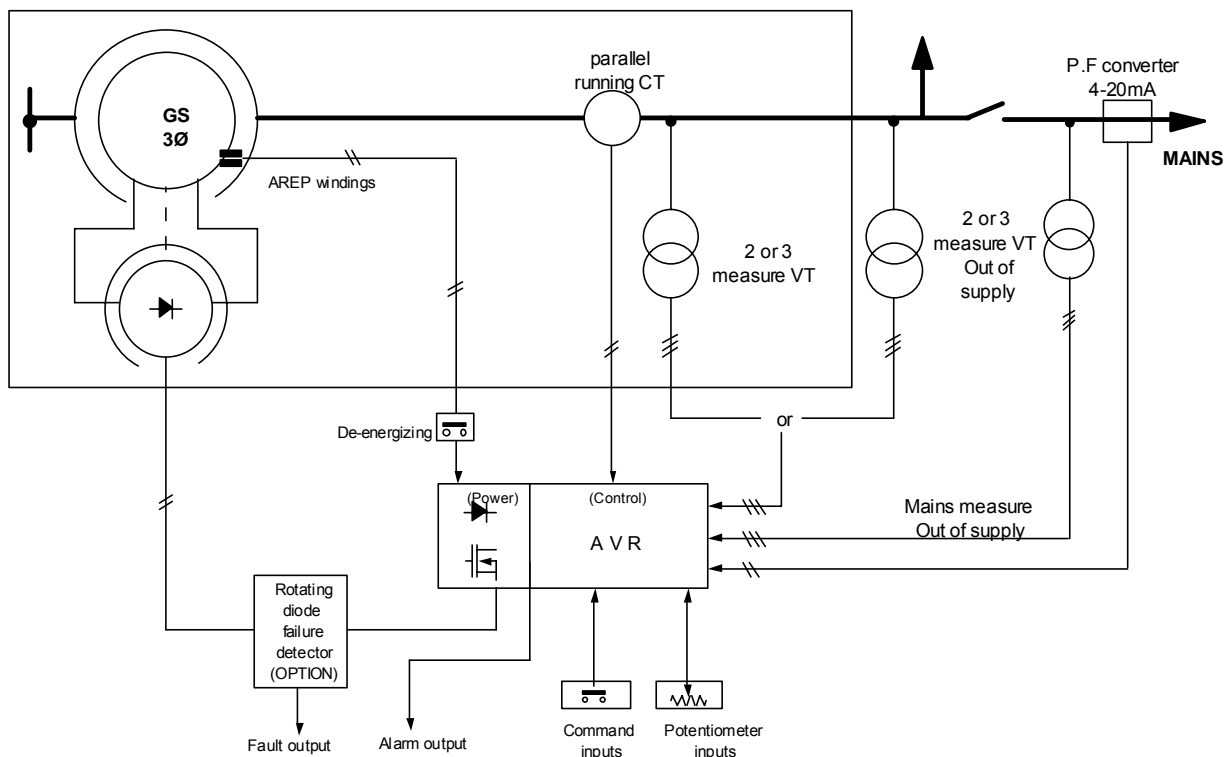 parallel
running CT
P.F converter
4-20mA
GS
3Ø
MAINS
AREP windings
2 or 3
measure VT
2 or 3
measure VT
Out of
supply
or
De-energizing
(Power)
(Control)
A V R
Mains measure
Out of supply
Rotating
diode
failure
detector
(OPTION)
Fault output
Alarm output
Command
inputs
Potentiometer
inputs